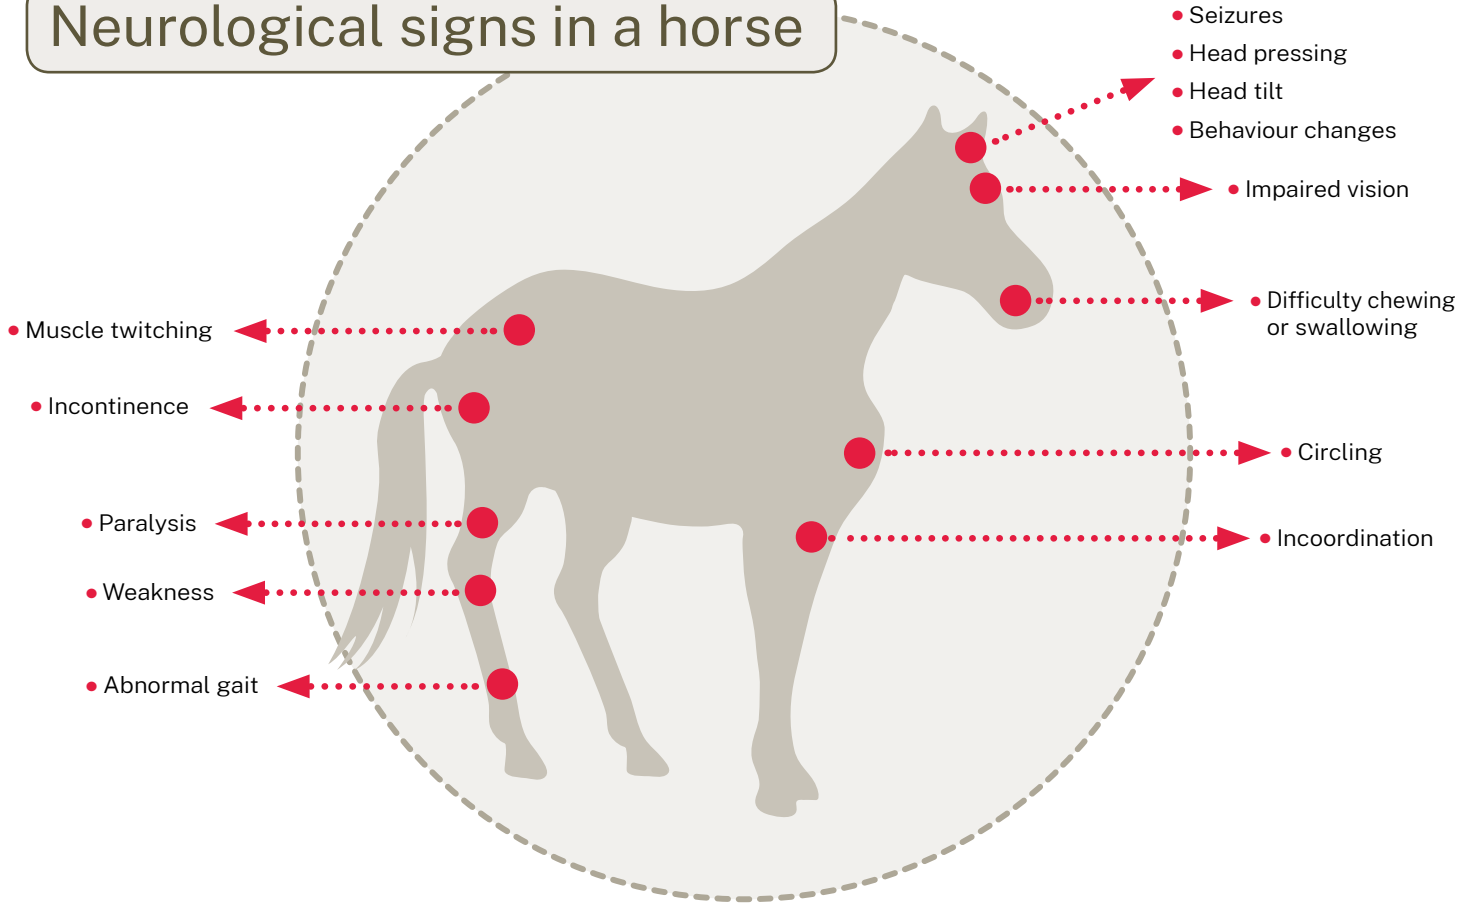 Neurological signs in a horse
Seizures
Head pressing
Head tilt
Behaviour changes
Impaired vision
Difficulty chewing
or swallowing
Circling
Incoordination
Muscle twitching
Incontinence
Paralysis
Weakness
Abnormal gait